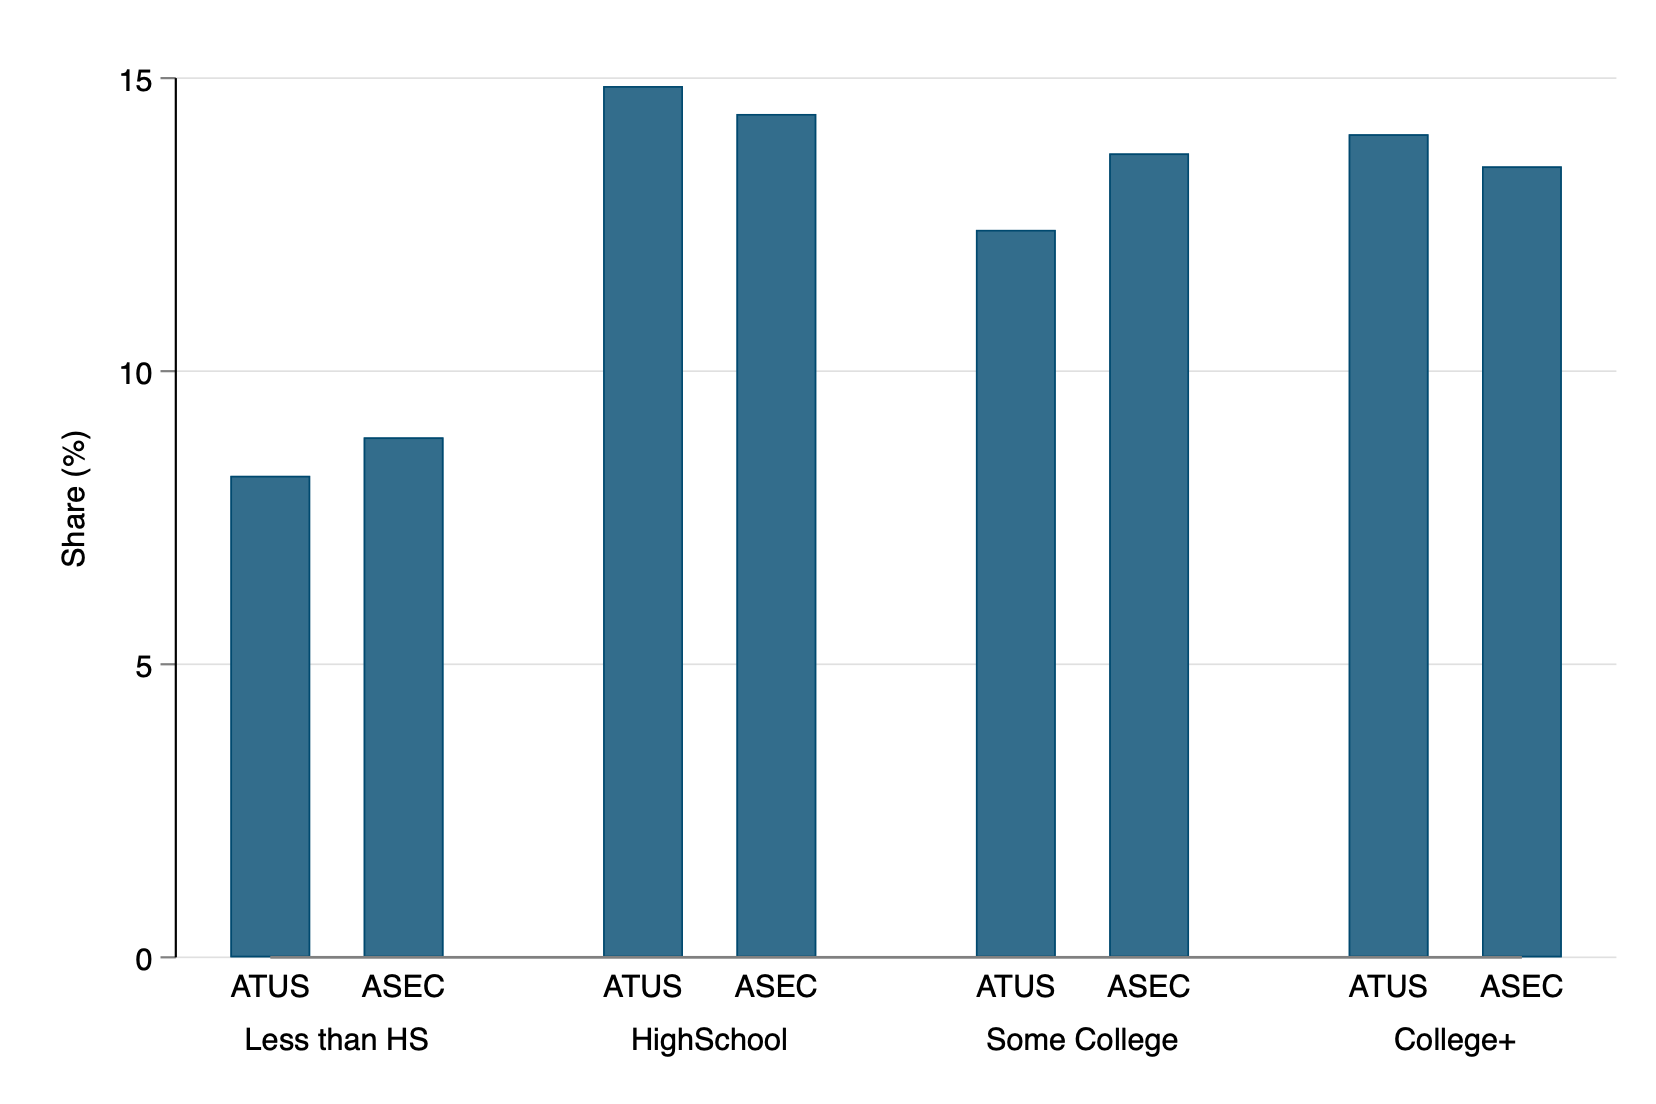 Share (%)
15
10
5
0
ATUS ASEC ATUS ASEC ATUS ASEC ATUS ASEC
Less than HS HighSchool Some College College+